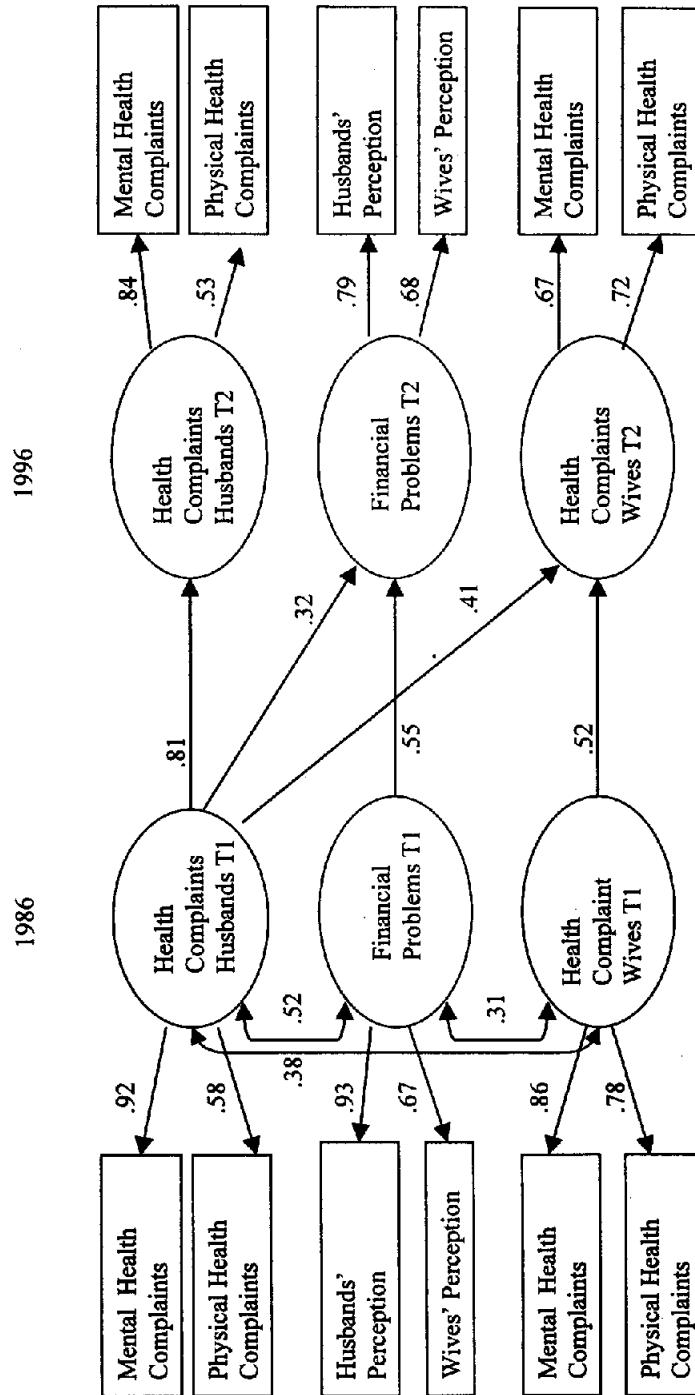 1986
1996
Mental Health
Complaints
Physical Health
Complaints
Husbands'
Perception
Wives' Perception
Mental Health
Complaints
Physical Health
Complaints
.92
.58
.93
.67
.86
.78
.52
.38
.31
Health
Complaints
Husbands T1
Financial
Problems T1
Health
Complaint
Wives T1
.81
.32
.41
.55
.52
Health
Complaints
Husbands T2
Financial
Problems T2
Health
Complaints
Wives T2
.84
.53
.79
.68
.67
.72
Mental Health
Complaints
Physical Health
Complaints
Husbands'
Perception
Wives' Perception
Mental Health
Complaints
Physical Health
Complaints